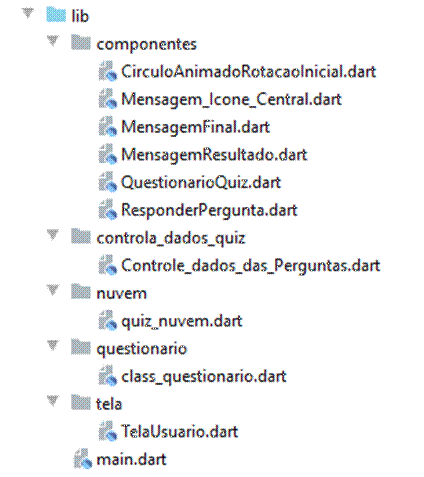 lib
componentes
CirculoAnimadoRotacaoInicial.dart
Mensagem_Icone_Central.dart
MensagemFinal.dart
MensagemResultado.dart
QuestionarioQuiz.dart
ResponderPergunta.dart
controla_dados_quiz
Controle_dados_das_Perguntas.dart
nuvem
quiz_nuvem.dart
questionario
class_questionario.dart
tela
TelaUsuario.dart
main.dart